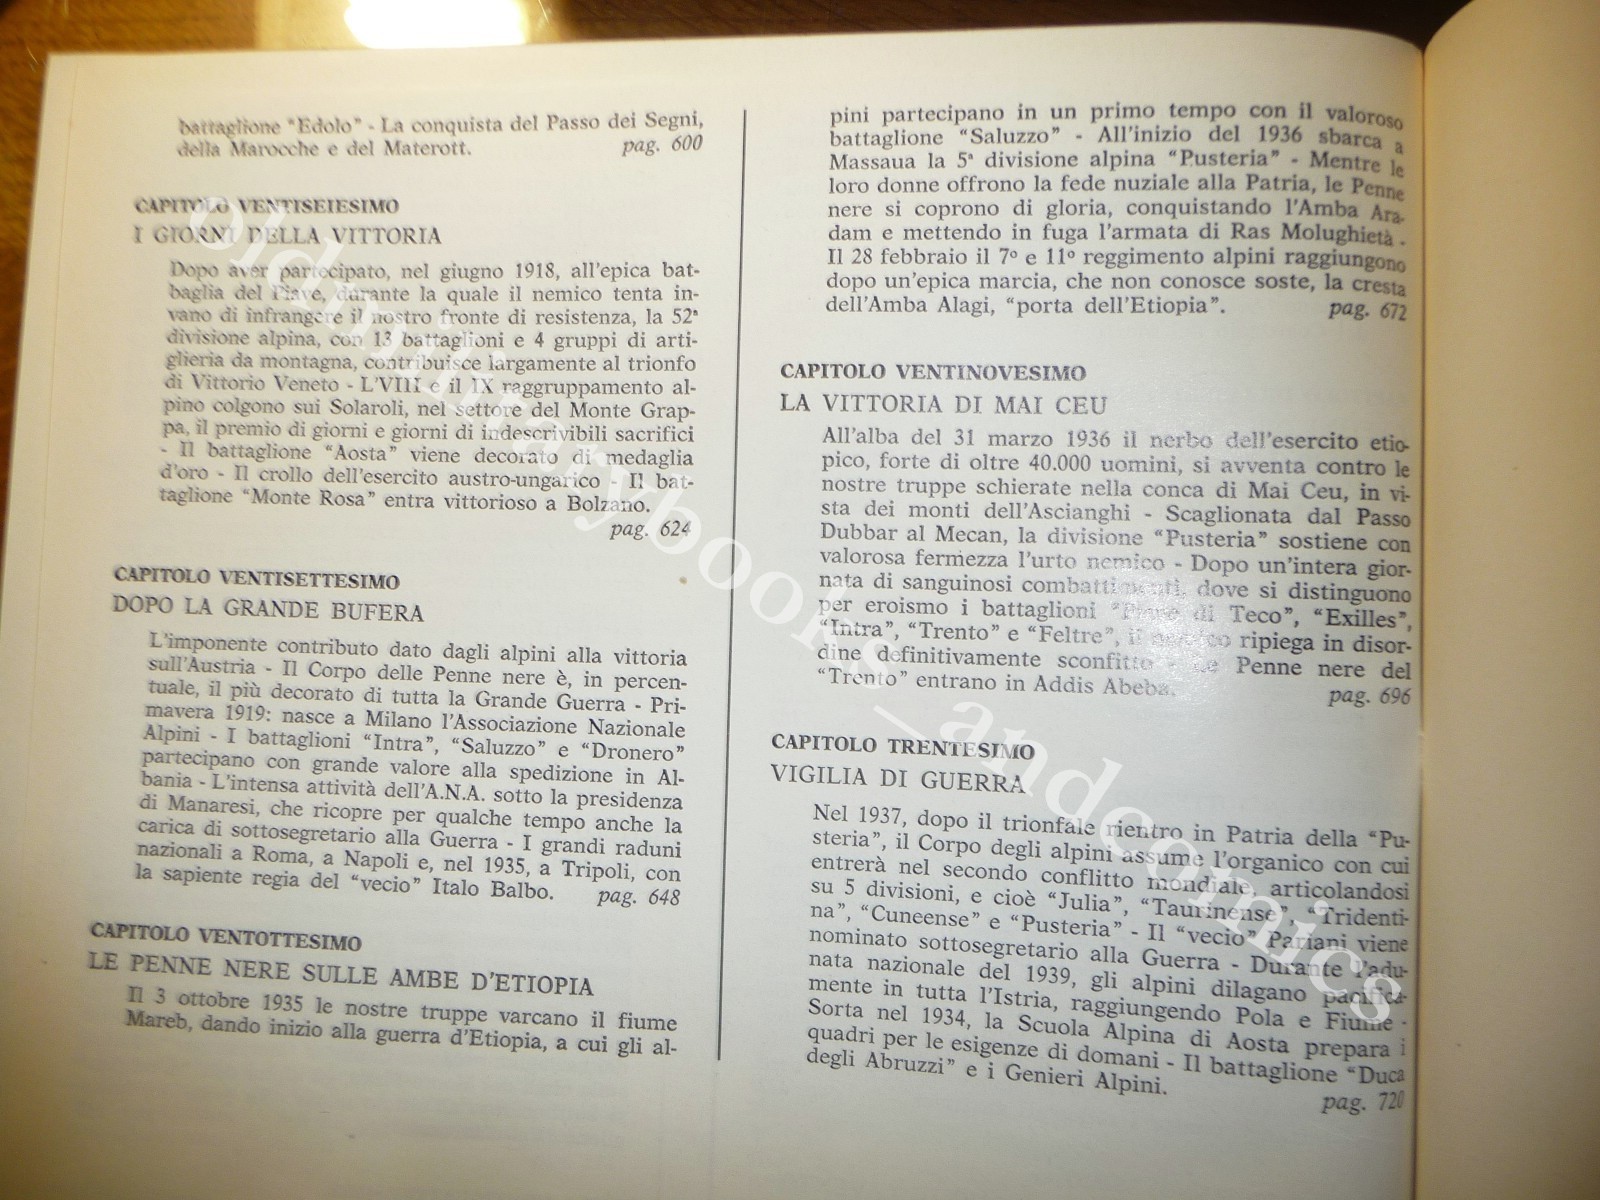 battaglione “Edolo” - La conquista del Passo dei Segni,
della Marocche e del Materott. pag. 600
CAPITOLO VENTISEIESIMO
I GIORNI DELLA VITTORIA
Dopo aver partecipato, nel giugno 1918, all'epica bat-
baglia del Piave, durante la quale il nemico tenta in-
vano di infrangere il nostro fronte di resistenza, la 52ª
divisione alpina, con 13 battaglioni e 4 gruppi di arti-
glieria da montagna, contribuisce largamente al trionfo
di Vittorio Veneto - L'VIII e il IX raggruppamento al-
pino colgono sui Solaroli, nel settore del Monte Grap-
pa, il premio di giorni e giorni di indescrivibili sacrifici
- Il battaglione “Aosta” viene decorato di medaglia
d'oro - Il crollo dell'esercito austro-ungarico - Il bat-
taglione “Monte Rosa” entra vittorioso a Bolzano.
pag. 624
CAPITOLO VENTISETTESIMO
DOPO LA GRANDE BUFERA
L'imponente contributo dato dagli alpini alla vittoria
sull'Austria - Il Corpo delle Penne nere è, in percen-
tuale, il più decorato di tutta la Grande Guerra - Pri-
mavera 1919: nasce a Milano l'Associazione Nazionale
Alpini - I battaglioni “Intra”, “Saluzzo” e “Dronero”
partecipano con grande valore alla spedizione in Al-
bania - L'intensa attività dell'A.N.A. sotto la presidenza
di Manaresi, che ricopre per qualche tempo anche la
carica di sottosegretario alla Guerra - I grandi raduni
nazionali a Roma, a Napoli e, nel 1935, a Tripoli, con
la sapiente regia del “vecio” Italo Balbo. pag. 648
CAPITOLO VENTOTTESIMO
LE PENNE NERE SULLE AMBE D'ETIOPIA
Il 3 ottobre 1935 le nostre truppe varcano il fiume
Mareb, dando inizio alla guerra d'Etiopia, a cui gli al-
pini partecipano in un primo tempo con il valoroso
battaglione “Saluzzo” - All'inizio del 1936 sbarca a
Massaua la 5ª divisione alpina “Pusteria” - Mentre le
loro donne offrono la fede nuziale alla Patria, le Penne
nere si coprono di gloria, conquistando l'Amba Ara-
dam e mettendo in fuga l'armata di Ras Molughietà -
Il 28 febbraio il 7º e 11º reggimento alpini raggiungono
dopo un'epica marcia, che non conosce soste, la cresta
dell'Amba Alagi, “porta dell'Etiopia”. pag. 672
CAPITOLO VENTINOVESIMO
LA VITTORIA DI MAI CEU
All'alba del 31 marzo 1936 il nerbo dell'esercito etio-
pico, forte di oltre 40.000 uomini, si avventa contro le
nostre truppe schierate nella conca di Mai Ceu, in vi-
sta dei monti dell'Ascianghi - Scaglionata dal Passo
Dubbar al Mecan, la divisione “Pusteria” sostiene con
valorosa fermezza l'urto nemico - Dopo un'intera gior-
nata di sanguinosi combattimenti, dove si distinguono
per eroismo i battaglioni “Pieve di Teco”, “Exilles”,
“Intra”, “Trento” e “Feltre”, il nemico ripiega in disor-
dine definitivamente sconfitto - Le Penne nere del
“Trento” entrano in Addis Abeba. pag. 696
CAPITOLO TRENTESIMO
VIGILIA DI GUERRA
Nel 1937, dopo il trionfale rientro in Patria della “Pu-
steria”, il Corpo degli alpini assume l'organico con cui
entrerà nel secondo conflitto mondiale, articolandosi
su 5 divisioni, e cioè “Julia”, “Taurinense”, “Tridenti-
na”, “Cuneense” e “Pusteria” - Il “vecio” Pariani viene
nominato sottosegretario alla Guerra - Durante l'adu-
nata nazionale del 1939, gli alpini dilagano pacifica-
mente in tutta l'Istria, raggiungendo Pola e Fiume -
Sorta nel 1934, la Scuola Alpina di Aosta prepara i
quadri per le esigenze di domani - Il battaglione “Duca
degli Abruzzi” e i Genieri Alpini.
pag. 720
oldmilitarybooks_andcomics